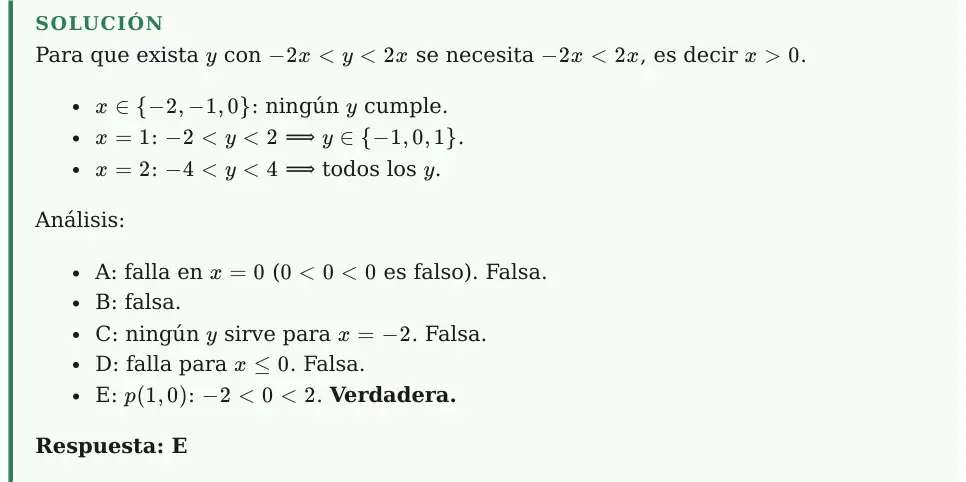 SOLUCIÓN
Para que exista y con −2x < y < 2x se necesita −2x < 2x, es decir x > 0.
• x ∈ {−2, −1, 0}: ningún y cumple.
• x = 1: −2 < y < 2 ⟹ y ∈ {−1, 0, 1}.
• x = 2: −4 < y < 4 ⟹ todos los y.
Análisis:
• A: falla en x = 0 (0 < 0 < 0 es falso). Falsa.
• B: falsa.
• C: ningún y sirve para x = −2. Falsa.
• D: falla para x ≤ 0. Falsa.
• E: p(1, 0): −2 < 0 < 2. Verdadera.
Respuesta: E